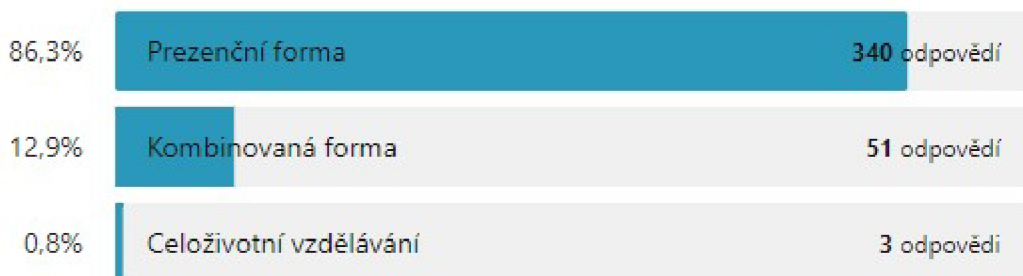 86,3% Prezenční forma 340 odpovědí
12,9% Kombinovaná forma 51 odpovědí
0,8% Celoživotní vzdělávání 3 odpovědi